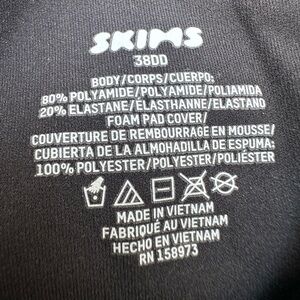 SKIMS
38DD
BODY/CORPS/CUERPO:
80% POLYAMIDE/POLYAMIDE/POLIAMIDA
20% ELASTANE/ÉLASTHANNE/ELASTANO
FOAM PAD COVER/
COUVERTURE DE REMBOURRAGE EN MOUSSE/
CUBIERTA DE LA ALMOHADILLA DE ESPUMA:
100% POLYESTER/POLYESTER/POLIÉSTER
MADE IN VIETNAM
FABRIQUÉ AU VIETNAM
HECHO EN VIETNAM
RN 158973